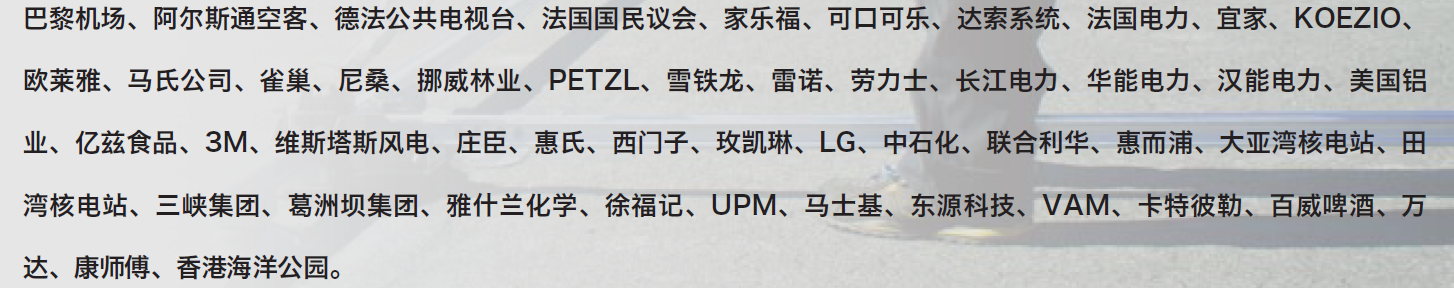 巴黎机场、阿尔斯通空客、德法公共电视台、法国国民议会、家乐福、可口可乐、达索系统、法国电力、宜家、KOEZIO、
欧莱雅、马氏公司、雀巢、尼桑、挪威林业、PETZL、雪铁龙、雷诺、劳力士、长江电力、华能电力、汉能电力、美国铝
业、亿兹食品、3M、维斯塔斯风电、庄臣、惠氏、西门子、玫凯琳、LG、中石化、联合利华、惠而浦、大亚湾核电站、田
湾核电站、三峡集团、葛洲坝集团、雅什兰化学、徐福记、UPM、马士基、东源科技、VAM、卡特彼勒、百威啤酒、万
达、康师傅、香港海洋公园。